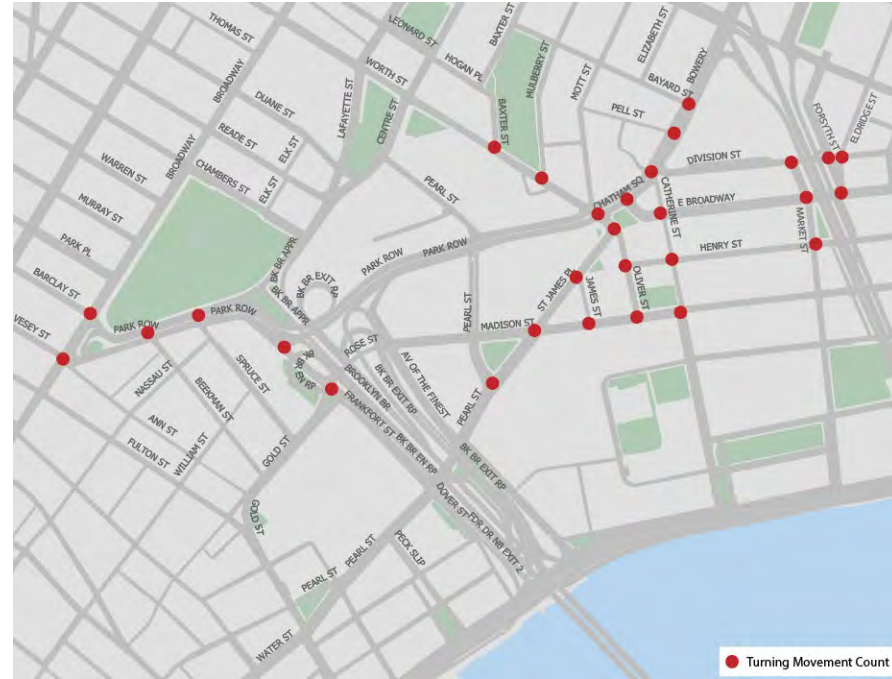 THOMAS ST
BROADWAY
LEONARD ST
BAXTER ST
HOGAN PL
WORTH ST
MULBERRY ST
ELIZABETH ST
BOWERY
MOTT ST
BAYARD ST
PELL ST
DUANE ST
LAFAYETTE ST
CENTRE ST
BAXTER ST
FORSYTH ST
ELDRIDGE ST
READE ST
ELK ST
BROADWAY
WARREN ST
CHAMBERS ST
ELK ST
PEARL ST
DIVISION ST
CHATHAM SQ
CATHERINE ST
E BROADWAY
MURRAY ST
PARK PL
BK BR APPR
PARK ROW
PARK ROW
HENRY ST
MARKET ST
BARCLAY ST
BK BR EXIT RP
BK BR APPR
ST JAMES PL
JAMES ST
OLIVER ST
VESEY ST
PARK ROW
PARK ROW
PEARL ST
MADISON ST
ROSE ST
NASSAU ST
SPRUCE ST
BEEKMAN ST
BK BR EN RP
BROOKLYN BR
BK BR EXIT RP
AV OF THE FINEST
ANN ST
WILLIAM ST
FULTON ST
GOLD ST
FRANKFORT ST
BK BR EN RP
PEARL ST
BK BR EXIT RP
GOLD ST
DOVER ST
FDR DR NB EXIT 2
PEARL ST
PECK SLIP
PEARL ST
WATER ST
Turning Movement Count